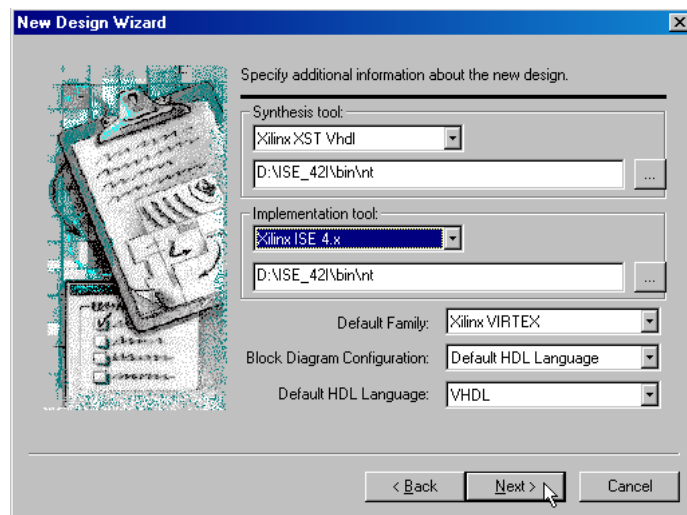 New Design Wizard
Specify additional information about the new design.
Synthesis tool:
Xilinx XST Vhdl
D:\ISE_42I\bin\nt
...
Implementation tool:
Xilinx ISE 4.x
D:\ISE_42I\bin\nt
...
Default Family: Xilinx VIRTEX
Block Diagram Configuration: Default HDL Language
Default HDL Language: VHDL
< Back Next > Cancel